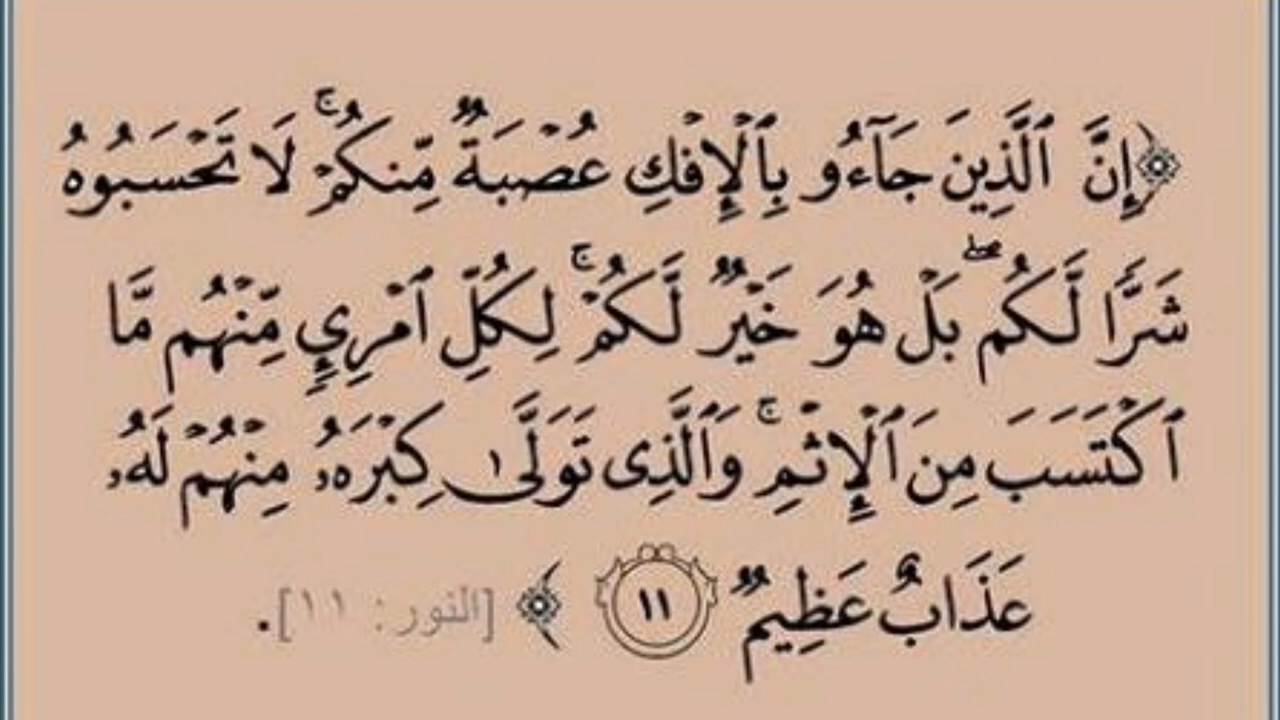 ﴿إِنَّ ٱلَّذِينَ جَآءُو بِٱلْإِفْكِ عُصْبَةٌ مِّنكُمْ ۚ لَا تَحْسَبُوهُ
شَرًّا لَّكُم ۖ بَلْ هُوَ خَيْرٌ لَّكُمْ ۚ لِكُلِّ ٱمْرِئٍ مِّنْهُم مَّا
ٱكْتَسَبَ مِنَ ٱلْإِثْمِ ۚ وَٱلَّذِى تَوَلَّىٰ كِبْرَهُۥ مِنْهُمْ لَهُۥ
عَذَابٌ عَظِيمٌ ١١ ﴾ [النور: ١١].